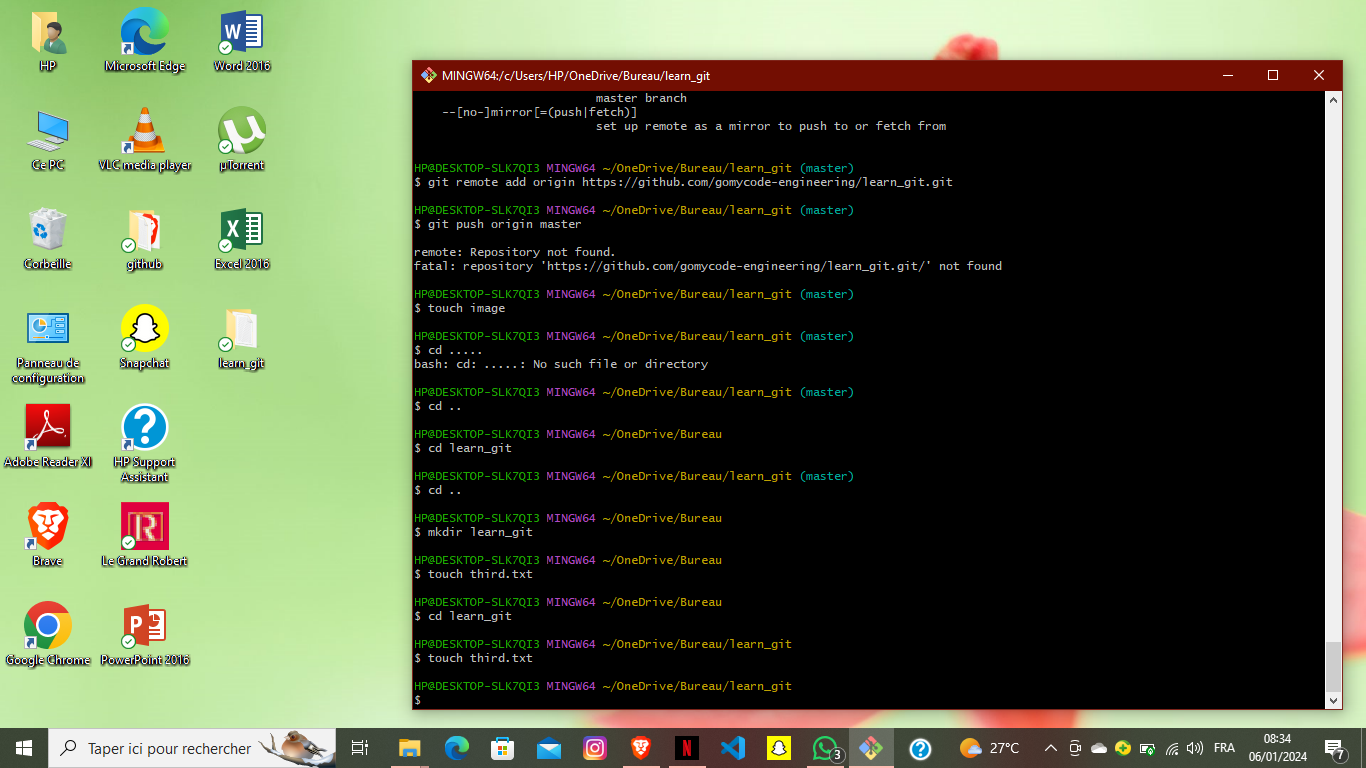 HP
Microsoft Edge
Word 2016
Ce PC
VLC media player
µTorrent
Corbeille
github
Excel 2016
Panneau de
configuration
Snapchat
learn_git
Adobe Reader XI
HP Support
Assistant
Brave
Le Grand Robert
Google Chrome
PowerPoint 2016
MINGW64:/c/Users/HP/OneDrive/Bureau/learn_git
master branch
--[no-]mirror[=(push|fetch)]
set up remote as a mirror to push to or fetch from
HP@DESKTOP-SLK7QI3 MINGW64 ~/OneDrive/Bureau/learn_git (master)
$ git remote add origin https://github.com/gomycode-engineering/learn_git.git
HP@DESKTOP-SLK7QI3 MINGW64 ~/OneDrive/Bureau/learn_git (master)
$ git push origin master
remote: Repository not found.
fatal: repository 'https://github.com/gomycode-engineering/learn_git.git/' not found
HP@DESKTOP-SLK7QI3 MINGW64 ~/OneDrive/Bureau/learn_git (master)
$ touch image
HP@DESKTOP-SLK7QI3 MINGW64 ~/OneDrive/Bureau/learn_git (master)
$ cd .....
bash: cd: .....: No such file or directory
HP@DESKTOP-SLK7QI3 MINGW64 ~/OneDrive/Bureau/learn_git (master)
$ cd ..
HP@DESKTOP-SLK7QI3 MINGW64 ~/OneDrive/Bureau
$ cd learn_git
HP@DESKTOP-SLK7QI3 MINGW64 ~/OneDrive/Bureau/learn_git (master)
$ cd ..
HP@DESKTOP-SLK7QI3 MINGW64 ~/OneDrive/Bureau
$ mkdir learn_git
HP@DESKTOP-SLK7QI3 MINGW64 ~/OneDrive/Bureau
$ touch third.txt
HP@DESKTOP-SLK7QI3 MINGW64 ~/OneDrive/Bureau
$ cd learn_git
HP@DESKTOP-SLK7QI3 MINGW64 ~/OneDrive/Bureau/learn_git
$ touch third.txt
HP@DESKTOP-SLK7QI3 MINGW64 ~/OneDrive/Bureau/learn_git
$
Taper ici pour rechercher
3
27°C
FRA
08:34
06/01/2024
7